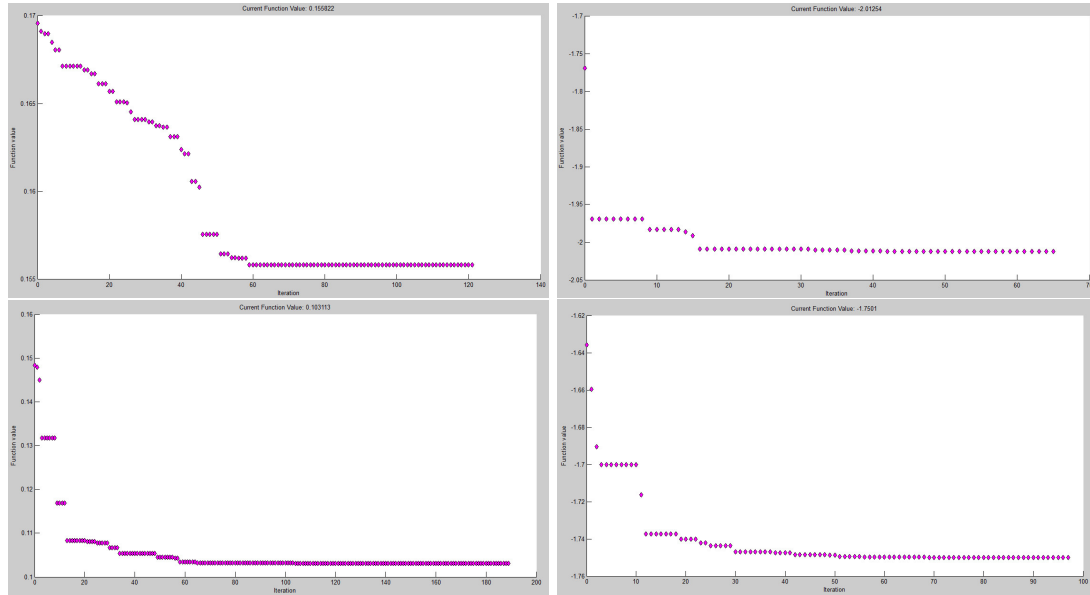 Current Function Value: 0.155822
0.17
0.165
0.16
0.155
Function value
0 20 40 60 80 100 120 140
Iteration
Current Function Value: -2.01254
-1.7
-1.75
-1.8
-1.85
-1.9
-1.95
-2
-2.05
Function value
0 10 20 30 40 50 60 70
Iteration
Current Function Value: 0.103113
0.16
0.15
0.14
0.13
0.12
0.11
0.1
Function value
0 20 40 60 80 100 120 140 160 180 200
Iteration
Current Function Value: -1.7501
-1.62
-1.64
-1.66
-1.68
-1.7
-1.72
-1.74
-1.76
Function value
0 10 20 30 40 50 60 70 80 90 100
Iteration